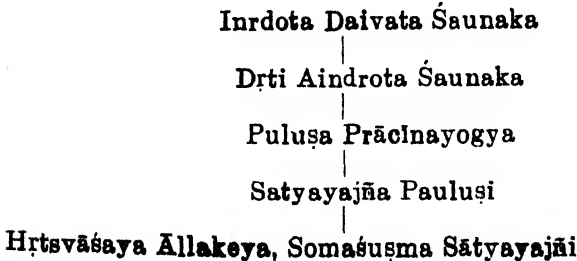 Inrdota Daivata Śaunaka
Dṛti Aindrota Śaunaka
Puluṣa Prācīnayogya
Satyayajña Pauluṣi
Hṛtsvāśaya Āllakeya, Somaśuṣma Sātyayajñi